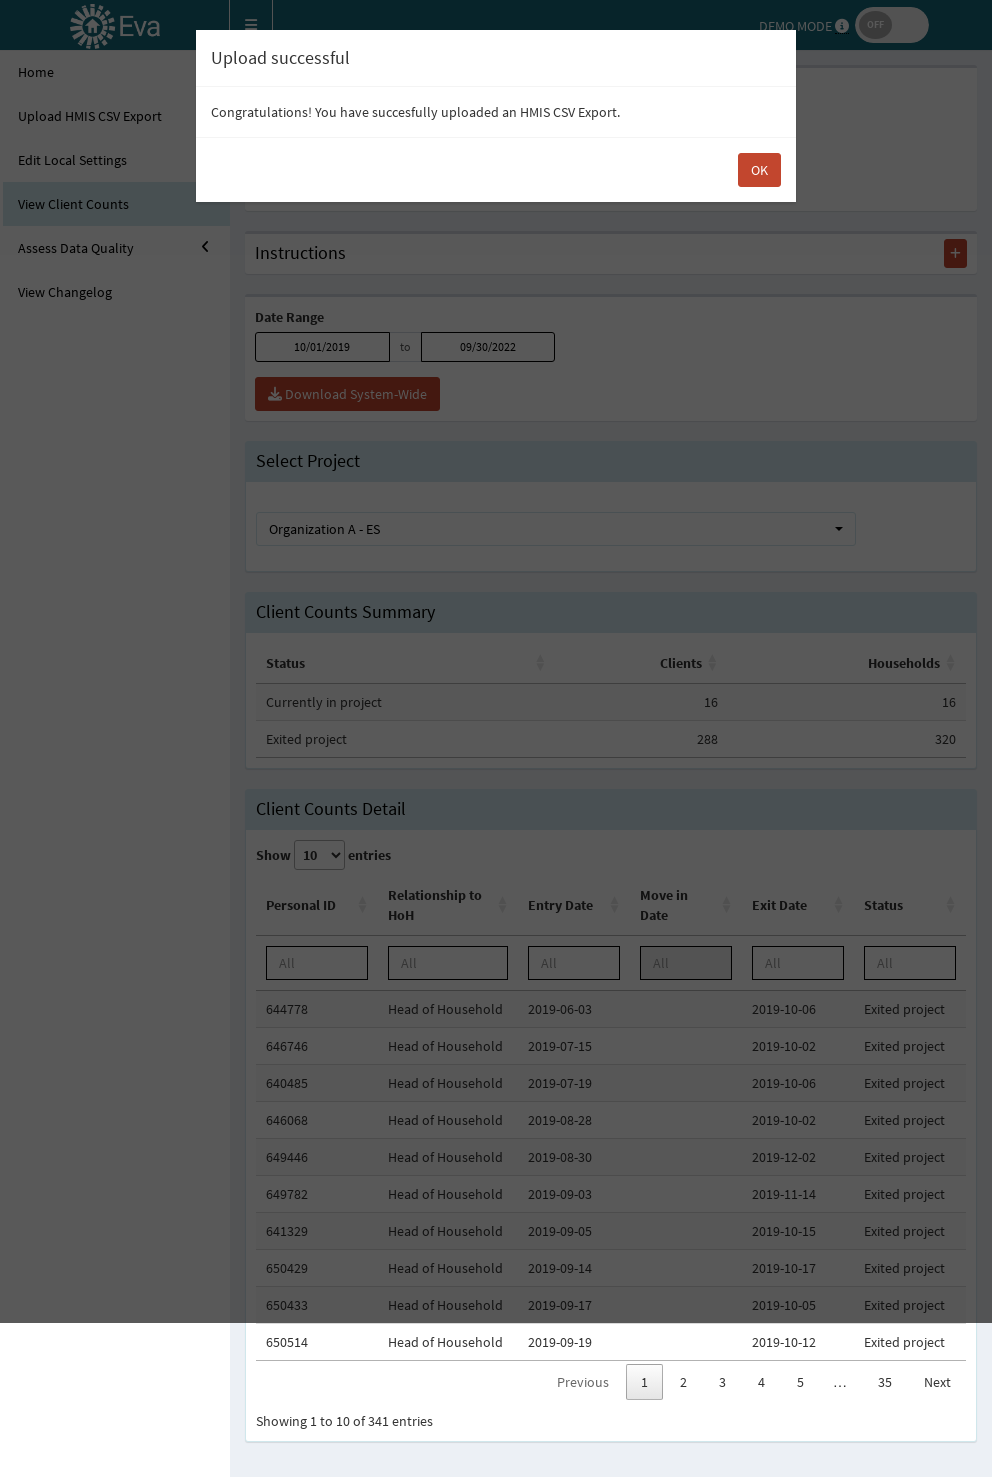 Eva
DEMO MODE OFF
Upload successful
Congratulations! You have succesfully uploaded an HMIS CSV Export.
OK
Home
Upload HMIS CSV Export
Edit Local Settings
View Client Counts
Assess Data Quality
View Changelog
Instructions
Date Range
10/01/2019 to 09/30/2022
Download System-Wide
Select Project
Organization A - ES
Client Counts Summary
Status Clients Households
Currently in project 16 16
Exited project 288 320
Client Counts Detail
Show 10 entries
Personal ID Relationship to HoH Entry Date Move in Date Exit Date Status
All All All All All All
644778 Head of Household 2019-06-03 2019-10-06 Exited project
646746 Head of Household 2019-07-15 2019-10-02 Exited project
640485 Head of Household 2019-07-19 2019-10-06 Exited project
646068 Head of Household 2019-08-28 2019-10-02 Exited project
649446 Head of Household 2019-08-30 2019-12-02 Exited project
649782 Head of Household 2019-09-03 2019-11-14 Exited project
641329 Head of Household 2019-09-05 2019-10-15 Exited project
650429 Head of Household 2019-09-14 2019-10-17 Exited project
650433 Head of Household 2019-09-17 2019-10-05 Exited project
650514 Head of Household 2019-09-19 2019-10-12 Exited project
Previous 1 2 3 4 5 … 35 Next
Showing 1 to 10 of 341 entries